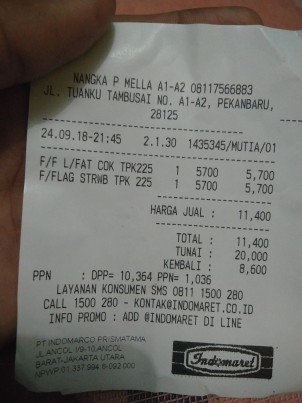 NANGKA P MELLA A1-A2 08117566883
JL. TUANKU TAMBUSAI NO. A1-A2, PEKANBARU,
28125
24.09.18-21:45 2.1.30 1435345/MUTIA/01
F/F L/FAT COK TPK225 1 5700 5,700
F/FLAG STRWB TPK 225 1 5700 5,700
HARGA JUAL : 11,400
TOTAL : 11,400
TUNAI : 20,000
KEMBALI : 8,600
PPN : DPP= 10,364 PPN= 1,036
LAYANAN KONSUMEN SMS 0811 1500 280
CALL 1500 280 - KONTAK@INDOMARET.CO.ID
INFO PROMO : ADD @INDOMARET DI LINE
PT INDOMARCO PRISMATAMA
JL ANCOL I/9-10, ANCOL
BARAT-JAKARTA UTARA
NPWP 01.337.994.6-092.000
Indomaret